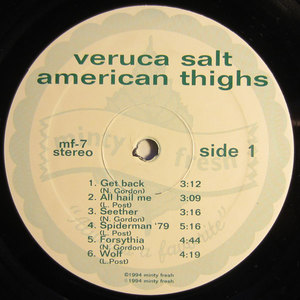 veruca salt
american thighs
mf-7
stereo
side 1
minty fresh
1. Get back 3:12
(N. Gordon)
2. All hail me 3:09
(L. Post)
3. Seether 3:16
(N. Gordon)
4. Spiderman '79 5:16
(L. Post)
5. Forsythia 4:44
(N. Gordon)
6. Wolf 4:19
(L.Post)
℗1994 minty fresh
©1994 minty fresh